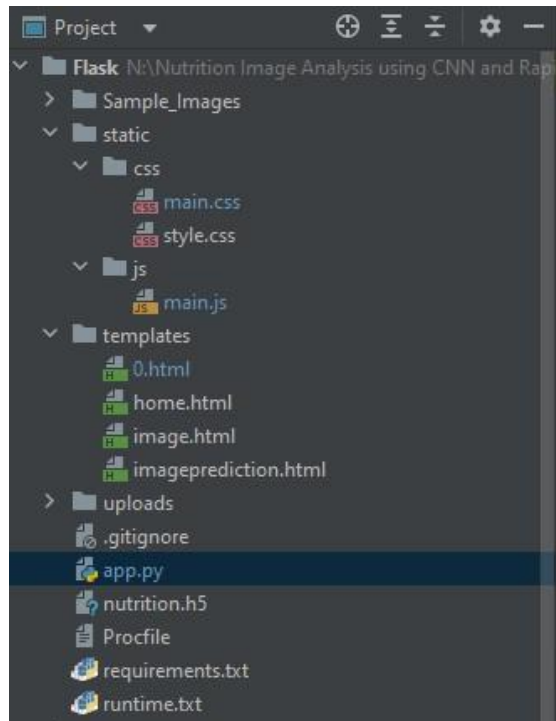 Project
Flask N:\Nutrition Image Analysis using CNN and Rap
Sample_Images
static
css
main.css
style.css
js
main.js
templates
0.html
home.html
image.html
imageprediction.html
uploads
.gitignore
app.py
nutrition.h5
Procfile
requirements.txt
runtime.txt